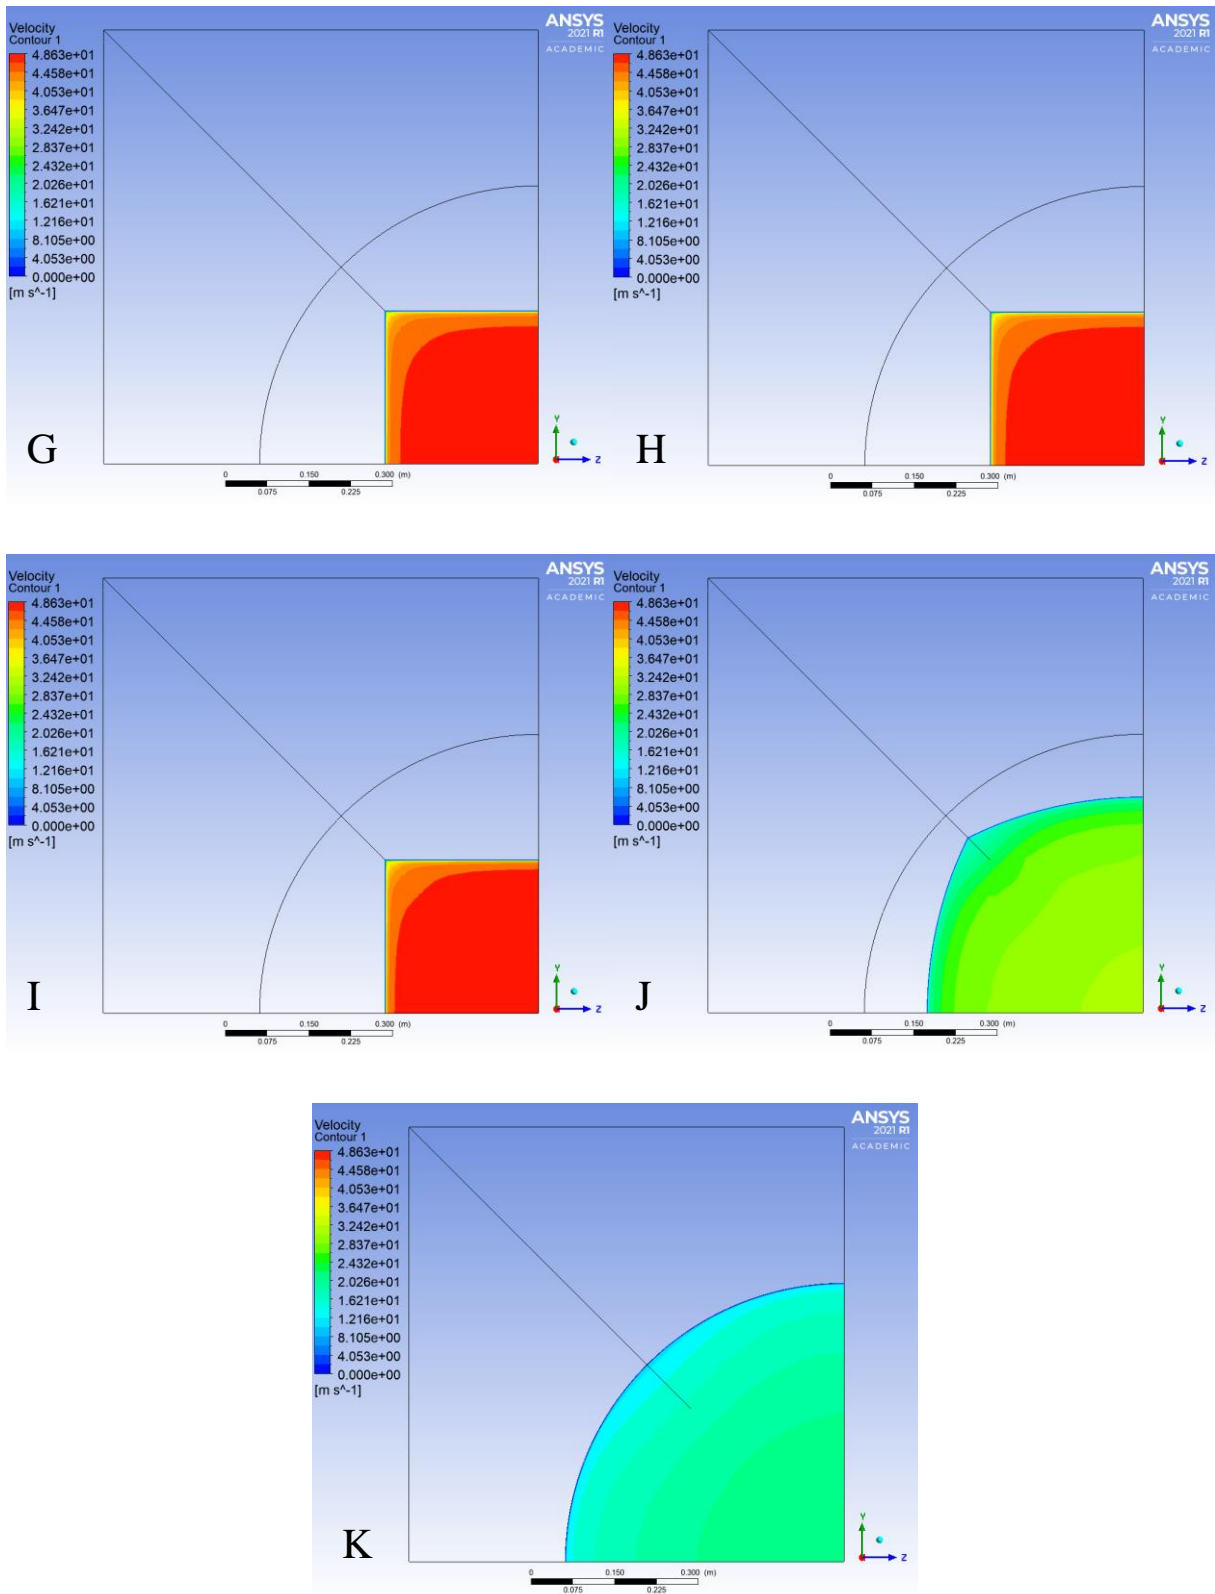 Velocity
Contour 1
4.863e+01
4.458e+01
4.053e+01
3.647e+01
3.242e+01
2.837e+01
2.432e+01
2.026e+01
1.621e+01
1.216e+01
8.105e+00
4.053e+00
0.000e+00
[m s^-1]
ANSYS
2021 R1
ACADEMIC
G
0 0.150 0.300 (m)
0.075 0.225
Y
Z
Velocity
Contour 1
4.863e+01
4.458e+01
4.053e+01
3.647e+01
3.242e+01
2.837e+01
2.432e+01
2.026e+01
1.621e+01
1.216e+01
8.105e+00
4.053e+00
0.000e+00
[m s^-1]
ANSYS
2021 R1
ACADEMIC
H
0 0.150 0.300 (m)
0.075 0.225
Y
Z
Velocity
Contour 1
4.863e+01
4.458e+01
4.053e+01
3.647e+01
3.242e+01
2.837e+01
2.432e+01
2.026e+01
1.621e+01
1.216e+01
8.105e+00
4.053e+00
0.000e+00
[m s^-1]
ANSYS
2021 R1
ACADEMIC
I
0 0.150 0.300 (m)
0.075 0.225
Y
Z
Velocity
Contour 1
4.863e+01
4.458e+01
4.053e+01
3.647e+01
3.242e+01
2.837e+01
2.432e+01
2.026e+01
1.621e+01
1.216e+01
8.105e+00
4.053e+00
0.000e+00
[m s^-1]
ANSYS
2021 R1
ACADEMIC
J
0 0.150 0.300 (m)
0.075 0.225
Y
Z
Velocity
Contour 1
4.863e+01
4.458e+01
4.053e+01
3.647e+01
3.242e+01
2.837e+01
2.432e+01
2.026e+01
1.621e+01
1.216e+01
8.105e+00
4.053e+00
0.000e+00
[m s^-1]
ANSYS
2021 R1
ACADEMIC
K
0 0.150 0.300 (m)
0.075 0.225
Y
Z